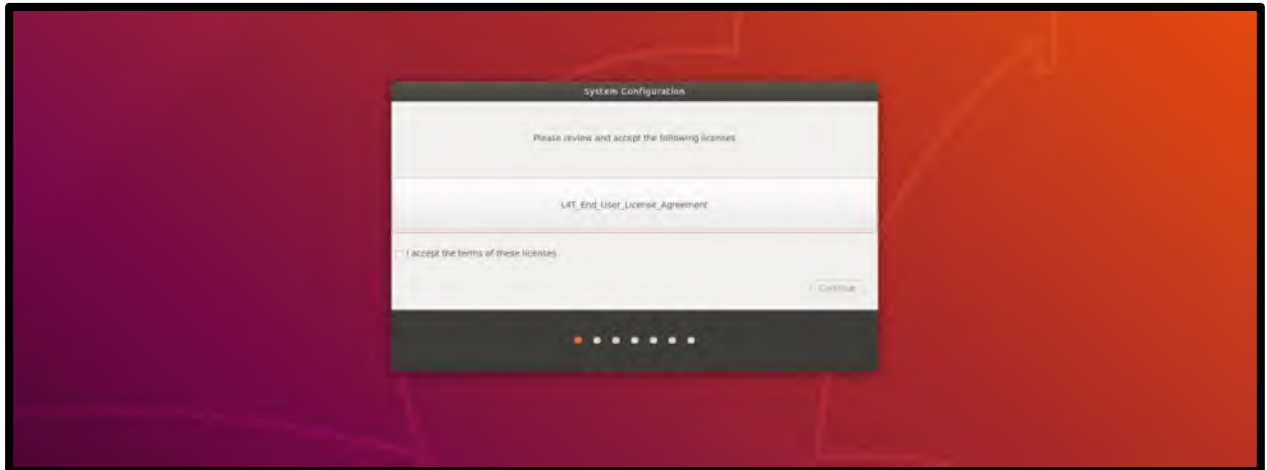 System Configuration
Please review and accept the following licenses
L4T_End_User_License_Agreement
I accept the terms of these licenses
Continue